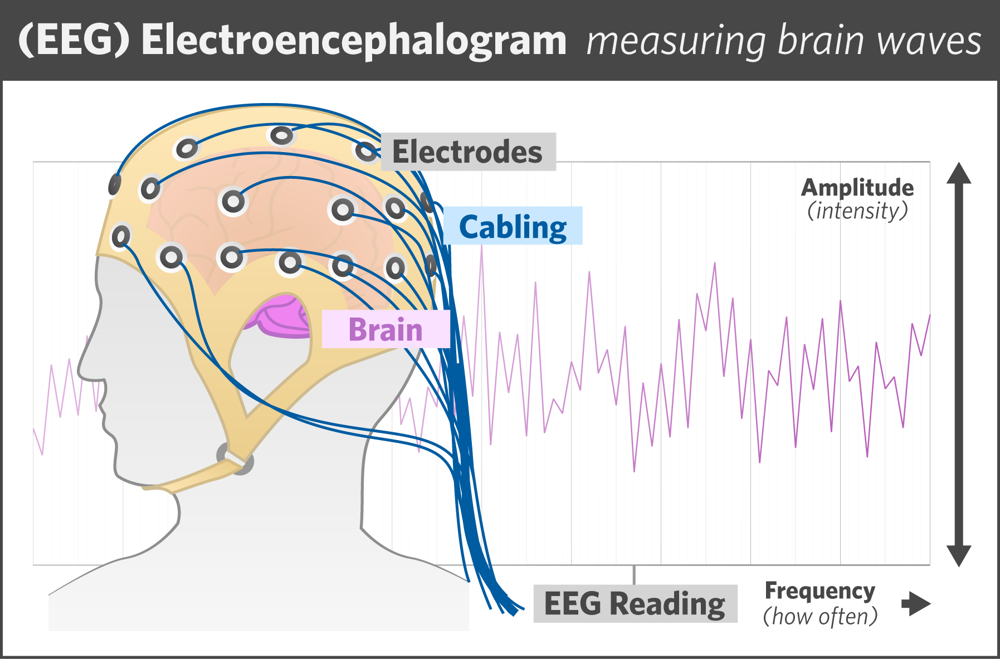 (EEG) Electroencephalogram measuring brain waves
Electrodes
Amplitude
(intensity)
Cabling
Brain
EEG Reading
Frequency
(how often)